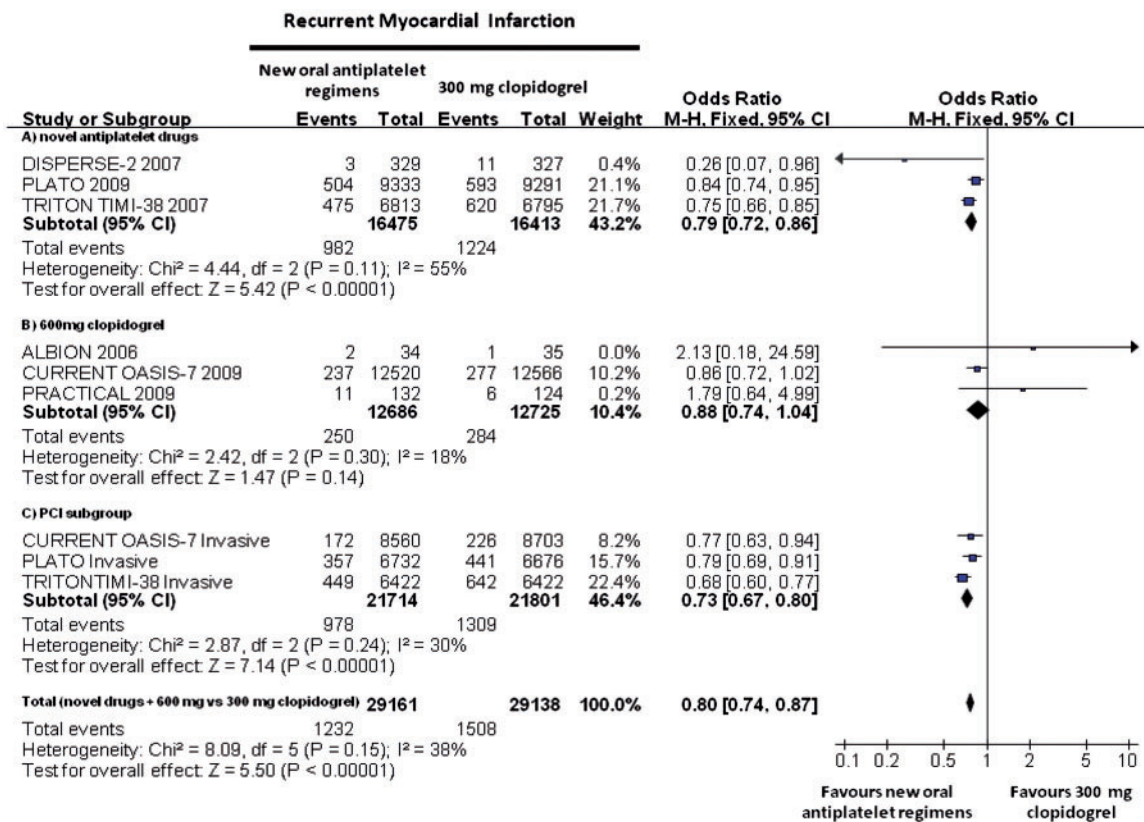 Recurrent Myocardial Infarction
New oral antiplatelet regimens 300 mg clopidogrel Odds Ratio Odds Ratio
Study or Subgroup Events Total Events Total Weight M-H, Fixed, 95% CI M-H, Fixed, 95% CI
A) novel antiplatelet drugs
DISPERSE-2 2007 3 329 11 327 0.4% 0.26 [0.07, 0.96]
PLATO 2009 504 9333 593 9291 21.1% 0.84 [0.74, 0.95]
TRITON TIMI-38 2007 475 6813 620 6795 21.7% 0.75 [0.66, 0.85]
Subtotal (95% CI) 16475 16413 43.2% 0.79 [0.72, 0.86]
Total events 982 1224
Heterogeneity: Chi² = 4.44, df = 2 (P = 0.11); I² = 55%
Test for overall effect: Z = 5.42 (P < 0.00001)
B) 600mg clopidogrel
ALBION 2006 2 34 1 35 0.0% 2.13 [0.18, 24.59]
CURRENT OASIS-7 2009 237 12520 277 12566 10.2% 0.86 [0.72, 1.02]
PRACTICAL 2009 11 132 6 124 0.2% 1.79 [0.64, 4.99]
Subtotal (95% CI) 12686 12725 10.4% 0.88 [0.74, 1.04]
Total events 250 284
Heterogeneity: Chi² = 2.42, df = 2 (P = 0.30); I² = 18%
Test for overall effect: Z = 1.47 (P = 0.14)
C) PCI subgroup
CURRENT OASIS-7 Invasive 172 8560 226 8703 8.2% 0.77 [0.63, 0.94]
PLATO Invasive 357 6732 441 6676 15.7% 0.79 [0.69, 0.91]
TRITONTIMI-38 Invasive 449 6422 642 6422 22.4% 0.68 [0.60, 0.77]
Subtotal (95% CI) 21714 21801 46.4% 0.73 [0.67, 0.80]
Total events 978 1309
Heterogeneity: Chi² = 2.87, df = 2 (P = 0.24); I² = 30%
Test for overall effect: Z = 7.14 (P < 0.00001)
Total (novel drugs + 600 mg vs 300 mg clopidogrel) 29161 29138 100.0% 0.80 [0.74, 0.87]
Total events 1232 1508
Heterogeneity: Chi² = 8.09, df = 5 (P = 0.15); I² = 38%
Test for overall effect: Z = 5.50 (P < 0.00001)
0.1 0.2 0.5 1 2 5 10
Favours new oral antiplatelet regimens Favours 300 mg clopidogrel